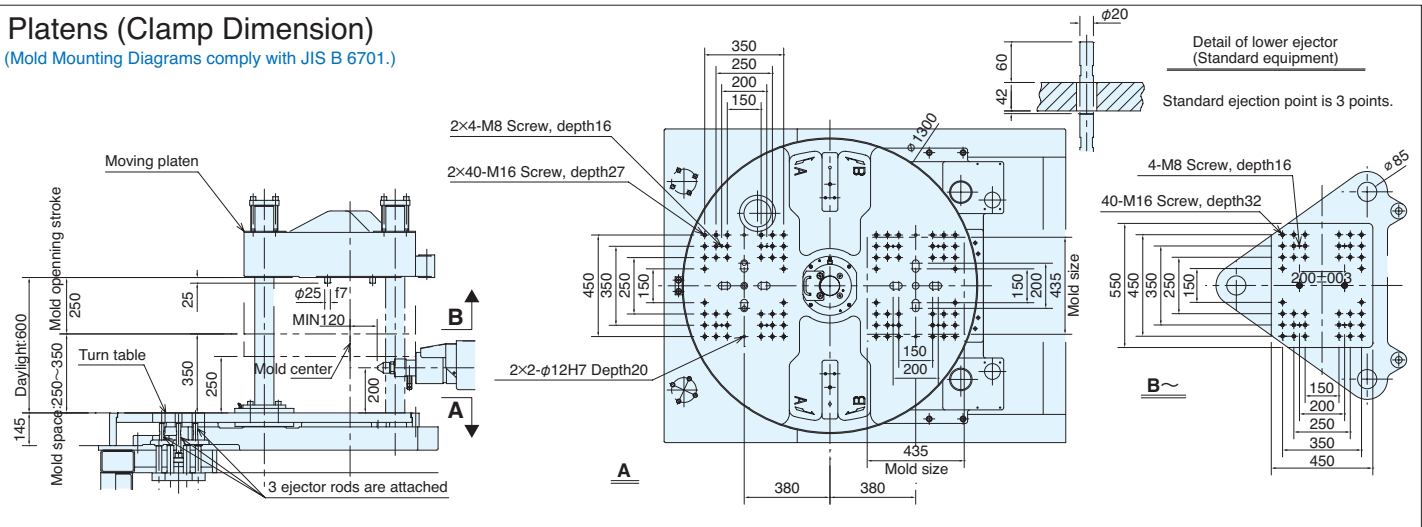 Platens (Clamp Dimension)
(Mold Mounting Diagrams comply with JIS B 6701.)
Moving platen
Mold openning stroke
250
25
φ25 f7
MIN120
B
Daylight:600
Mold space:250~350
Turn table
350
250
Mold center
200
A
145
3 ejector rods are attached
350
250
200
150
2×4-M8 Screw, depth16
2×40-M16 Screw, depth27
ø1300
A
B
450
350
250
150
150
200
435
Mold size
150
200
2×2-φ12H7 Depth20
A
B
435
Mold size
A
380
380
φ20
60
42
Detail of lower ejector
(Standard equipment)
Standard ejection point is 3 points.
ø85
4-M8 Screw, depth16
40-M16 Screw, depth32
550
450
350
250
150
200±003
B~
150
200
250
350
450